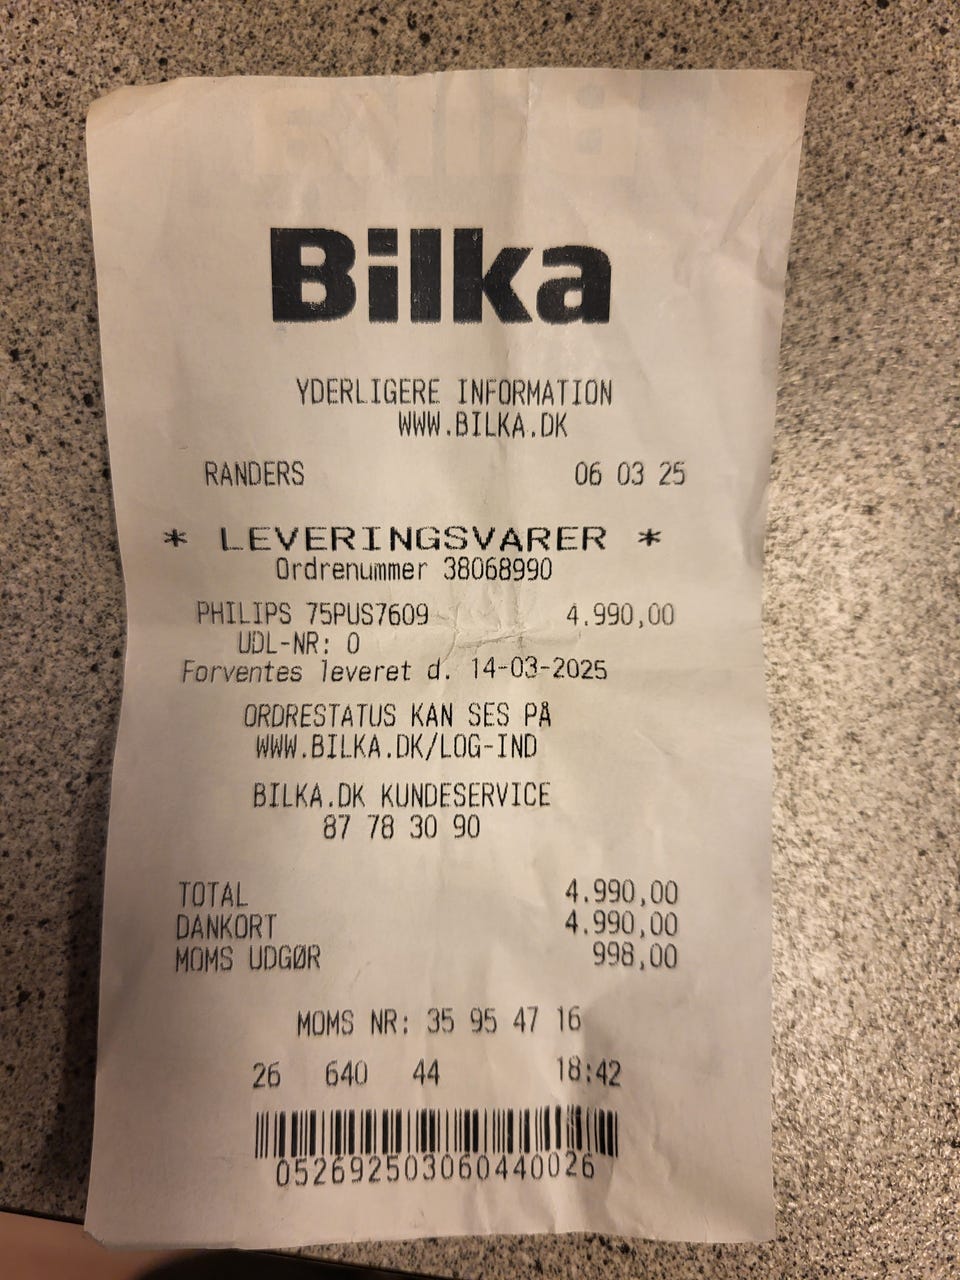 Bilka
YDERLIGERE INFORMATION
WWW.BILKA.DK
RANDERS 06 03 25
* LEVERINGSVARER *
Ordrenummer 38068990
PHILIPS 75PUS7609 4.990,00
UDL-NR: 0
Forventes leveret d. 14-03-2025
ORDRESTATUS KAN SES PÅ
WWW.BILKA.DK/LOG-IND
BILKA.DK KUNDESERVICE
87 78 30 90
TOTAL 4.990,00
DANKORT 4.990,00
MOMS UDGØR 998,00
MOMS NR: 35 95 47 16
26 640 44 18:42
052692503060440026